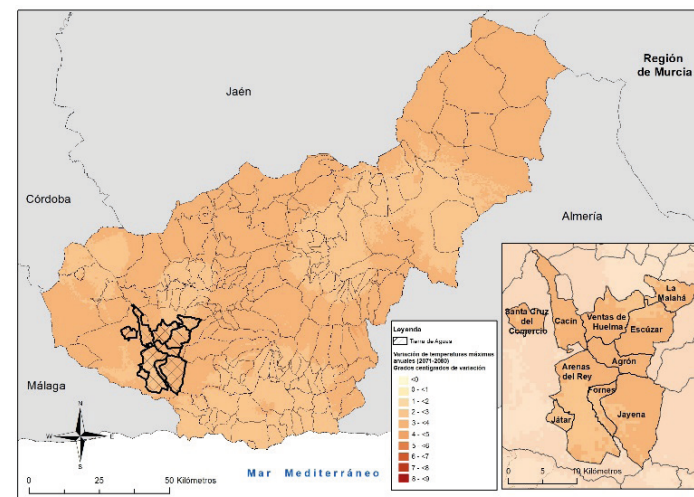 Región
de Murcia
Jaén
Córdoba
Almería
Málaga
Leyenda
Tierra de Aguas
Variación de temperaturas máximas
anuales (2071-2080)
Grados centígrados de variación
<0
0 - <1
1 - <2
2 - <3
3 - <4
4 - <5
5 - <6
6 - <7
7 - <8
8 - <9
La
Malahá
Santa Cruz
del
Comercio
Cacín
Ventas de
Huelma
Escúzar
Agrón
Arenas
del Rey
Fornes
Játar
Jayena
0 5 10 Kilómetros
N
W E
S
0 25 50 Kilómetros
Mar Mediterráneo